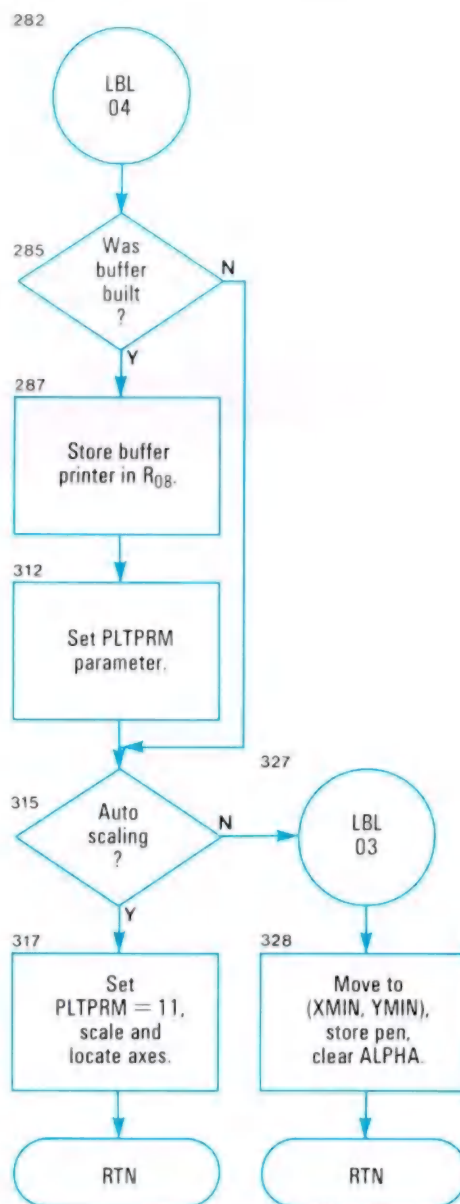 282
LBL
04
285
Was
buffer
built
?
N
Y
287
Store buffer
printer in R08.
312
Set PLTPRM
parameter.
327
315
Auto
scaling
?
N
LBL
03
Y
317
Set
PLTPRM = 11,
scale and
locate axes.
328
Move to
(XMIN, YMIN),
store pen,
clear ALPHA.
RTN
RTN